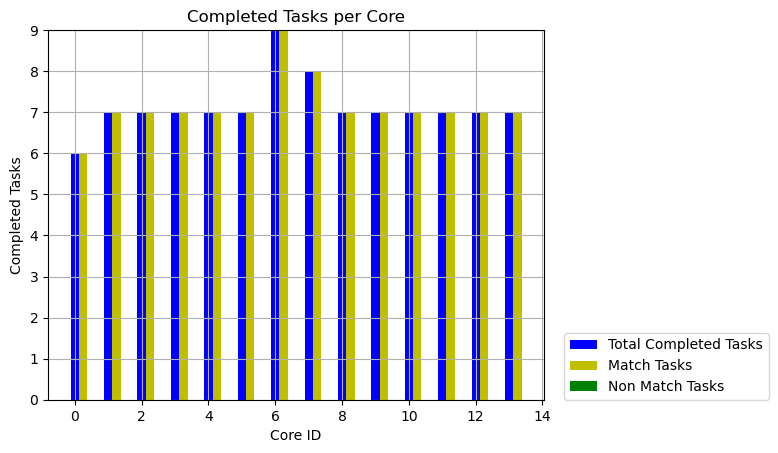 Completed Tasks per Core
9
8
7
6
5
4
3
2
1
0
Completed Tasks
0 2 4 6 8 10 12 14
Core ID
Total Completed Tasks
Match Tasks
Non Match Tasks